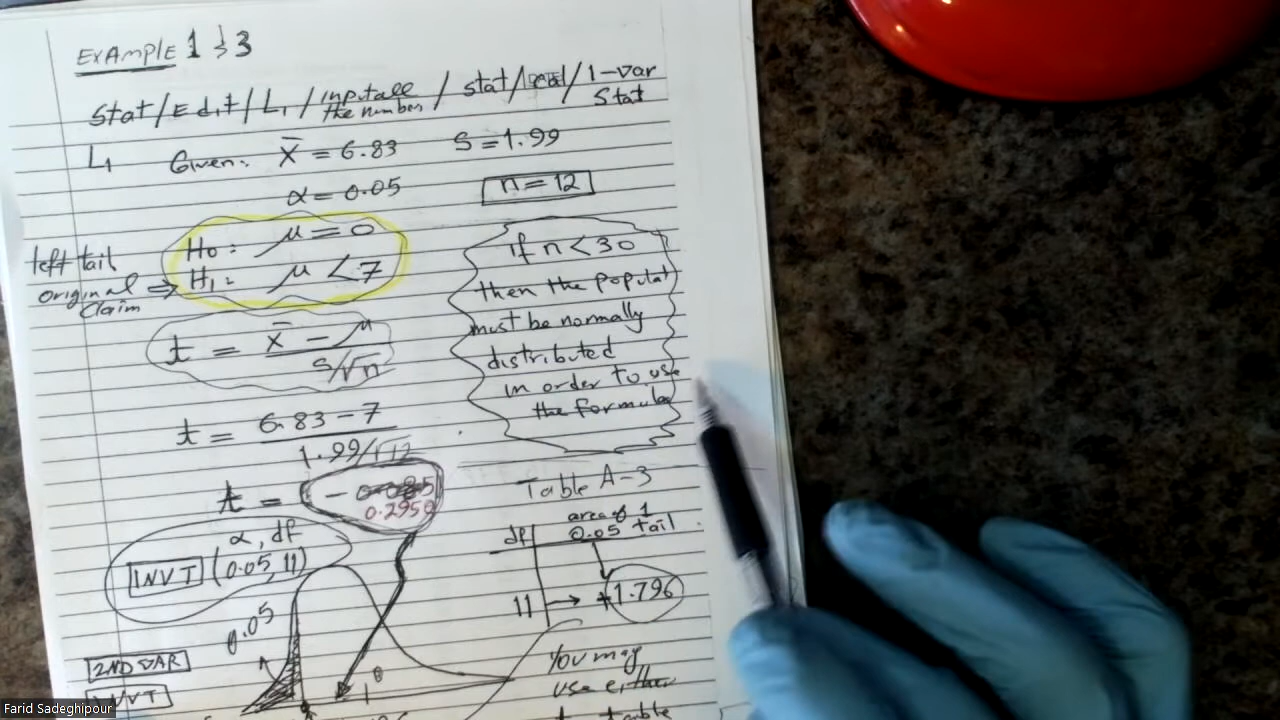 EXAMPLE 1 & 3
Stat/Edit/L1/input all the numbers/stat/cal/1-var Stat
L1 Given: x̄ = 6.83 S = 1.99
α = 0.05 n = 12
H0: μ = 0
H1: μ < 7
left tail
original claim ⇒
if n < 30
then the populat
must be normally
distributed
in order to use
the formula
t = x̄ − μ / s/√n
t = 6.83 − 7 / 1.99/√12
t = − 0.2950
α, df
INVT (0.05, 11)
Table A-3
df area of 1 tail
0.05
11 → +1.796
0.05
0
2ND VAR
INVT
You may
use either
t table
Farid Sadeghipour